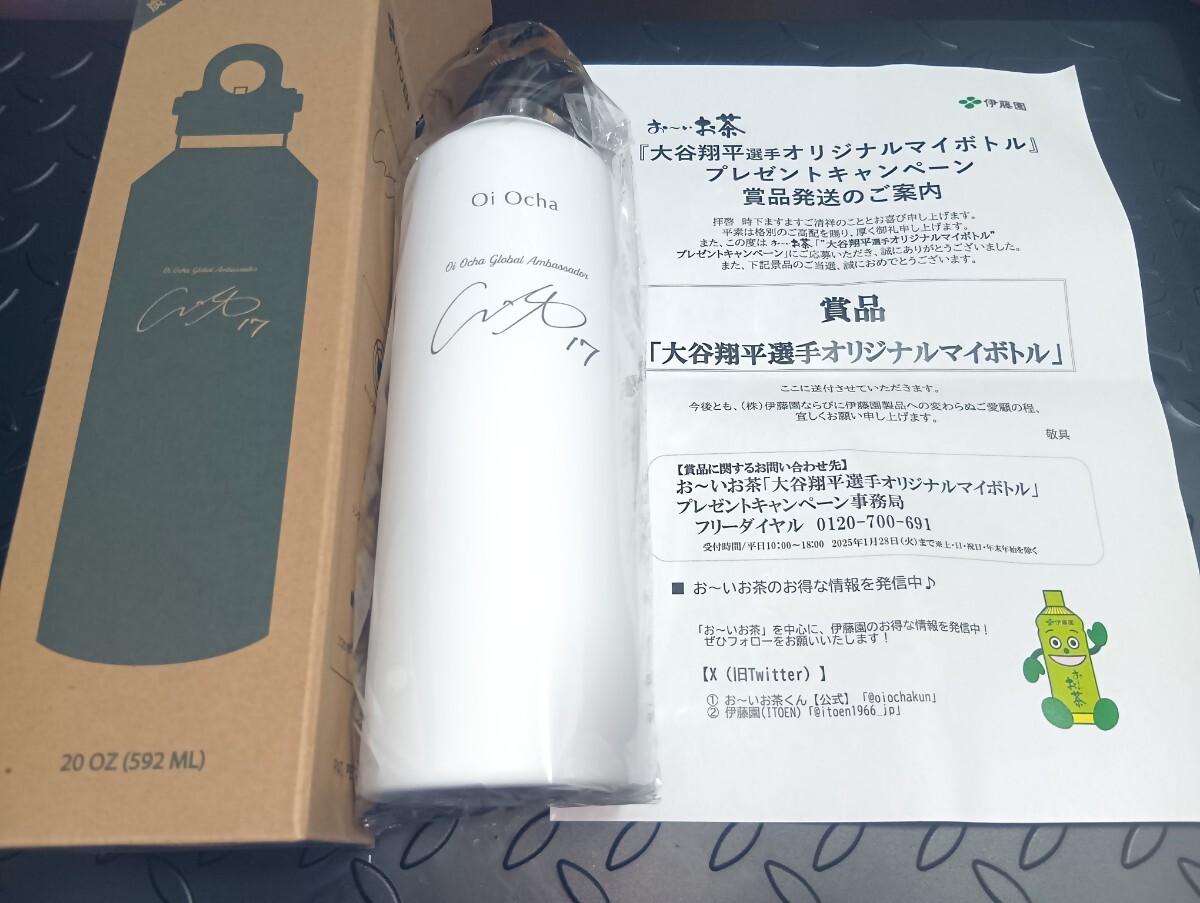 ITOEN
Oi Ocha Global Ambassador
17
20 OZ (592 ML)
Oi Ocha
Oi Ocha Global Ambassador
17
伊藤園
お～いお茶
『大谷翔平選手オリジナルマイボトル』
プレゼントキャンペーン
賞品発送のご案内
拝啓 時下ますますご清祥のこととお喜び申し上げます。
平素は格別のご高配を賜り、厚く御礼申し上げます。
また、この度は お～いお茶「"大谷翔平選手オリジナルマイボトル"
プレゼントキャンペーン」にご応募いただき、誠にありがとうございました。
また、下記景品のご当選、誠におめでとうございます。
賞品
「大谷翔平選手オリジナルマイボトル」
ここに送付させていただきます。
今後とも、(株)伊藤園ならびに伊藤園製品への変わらぬご愛顧の程、
宜しくお願い申し上げます。
敬具
【賞品に関するお問い合わせ先】
お～いお茶「大谷翔平選手オリジナルマイボトル」
プレゼントキャンペーン事務局
フリーダイヤル 0120-700-691
受付時間/平日10:00～18:00 2025年1月28日(火)まで※土・日・祝日・年末年始を除く
■ お～いお茶のお得な情報を発信中♪
「お～いお茶」を中心に、伊藤園のお得な情報を発信中！
ぜひフォローをお願いいたします！
【X（旧Twitter）】
① お～いお茶くん【公式】「@oiochakun」
② 伊藤園(ITOEN)「@itoen1966_jp」
伊藤園
お～いお茶